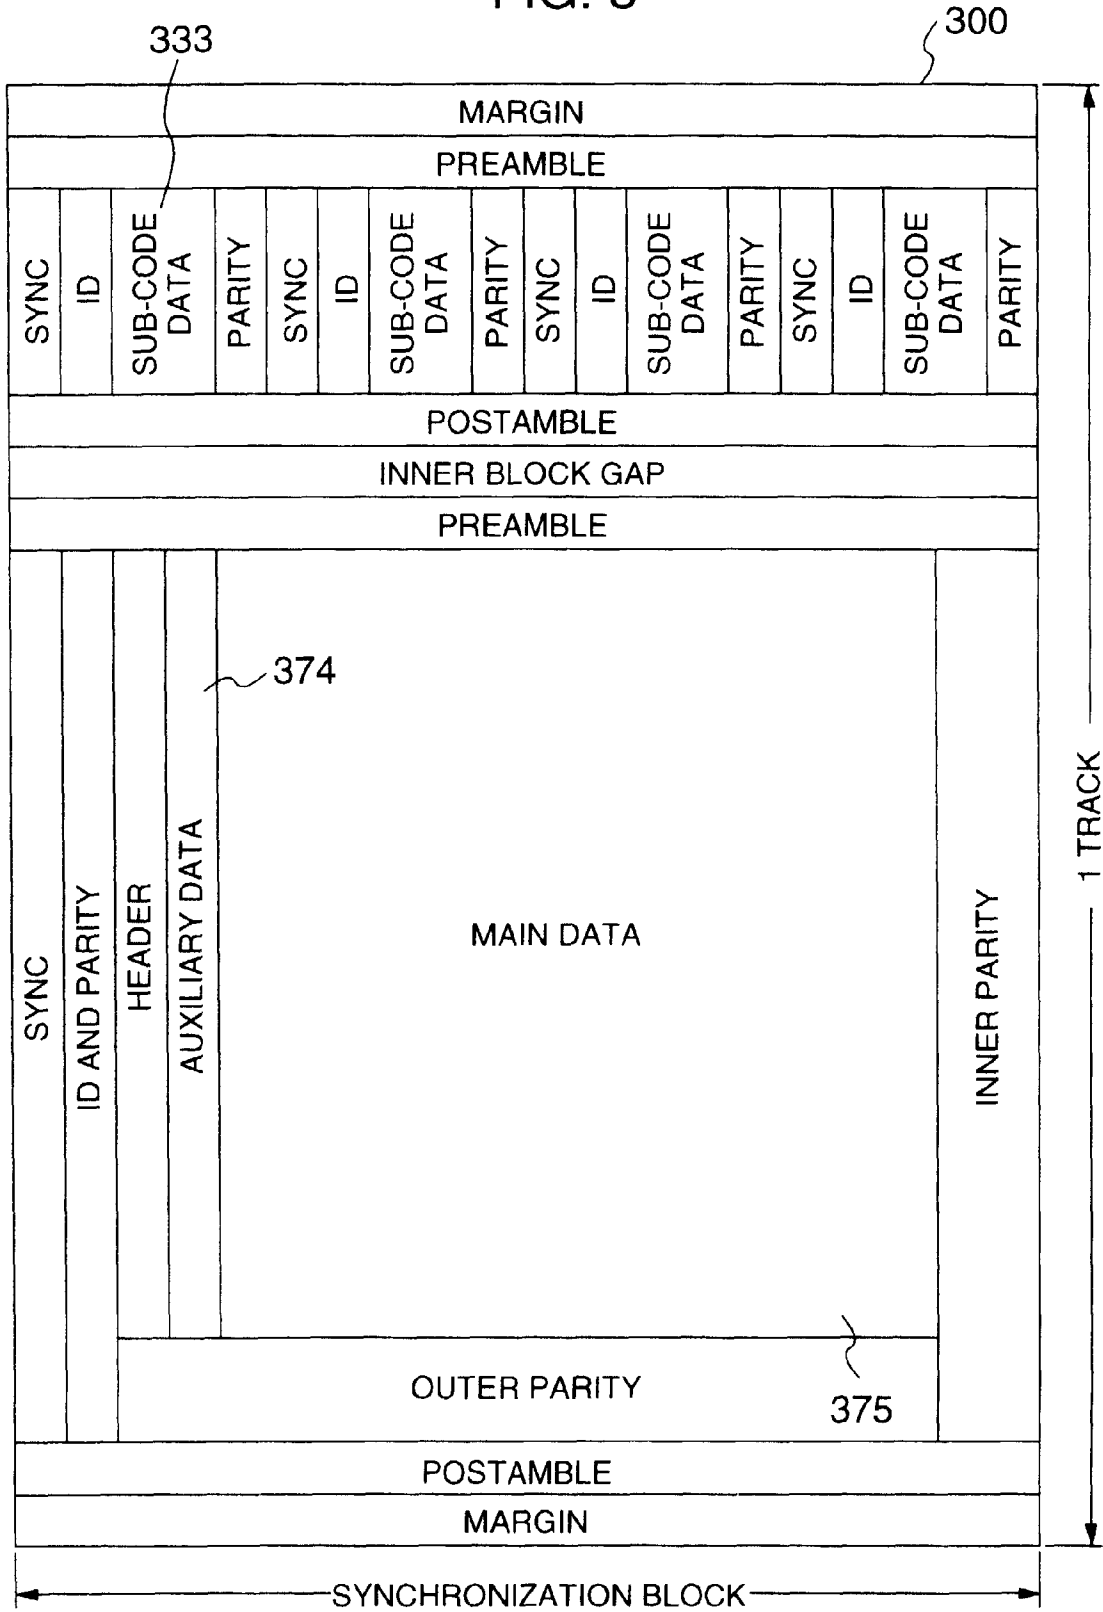 FIG.
333
300
MARGIN
PREAMBLE
SYNC
ID
SUB-CODE
DATA
PARITY
SYNC
ID
SUB-CODE
DATA
PARITY
SYNC
ID
SUB-CODE
DATA
PARITY
SYNC
ID
SUB-CODE
DATA
PARITY
POSTAMBLE
INNER BLOCK GAP
PREAMBLE
SYNC
ID AND PARITY
HEADER
AUXILIARY DATA
374
MAIN DATA
INNER PARITY
1 TRACK
OUTER PARITY
375
POSTAMBLE
MARGIN
SYNCHRONIZATION BLOCK